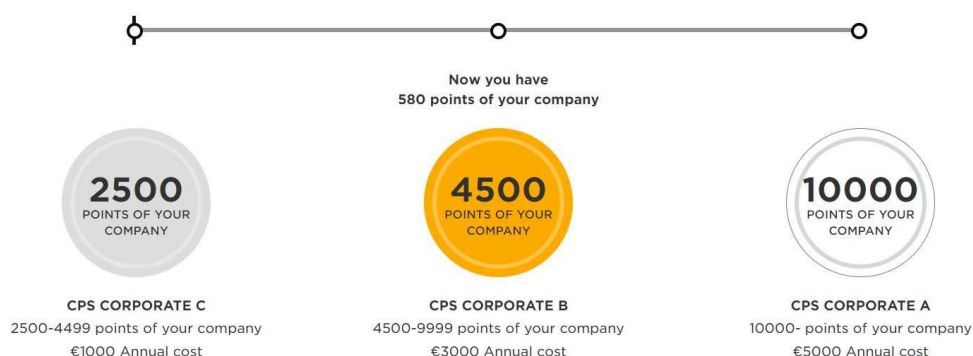 Now you have
580 points of your company
2500
POINTS OF YOUR
COMPANY
4500
POINTS OF YOUR
COMPANY
10000
POINTS OF YOUR
COMPANY
CPS CORPORATE C
2500-4499 points of your company
€1000 Annual cost
CPS CORPORATE B
4500-9999 points of your company
€3000 Annual cost
CPS CORPORATE A
10000- points of your company
€5000 Annual cost